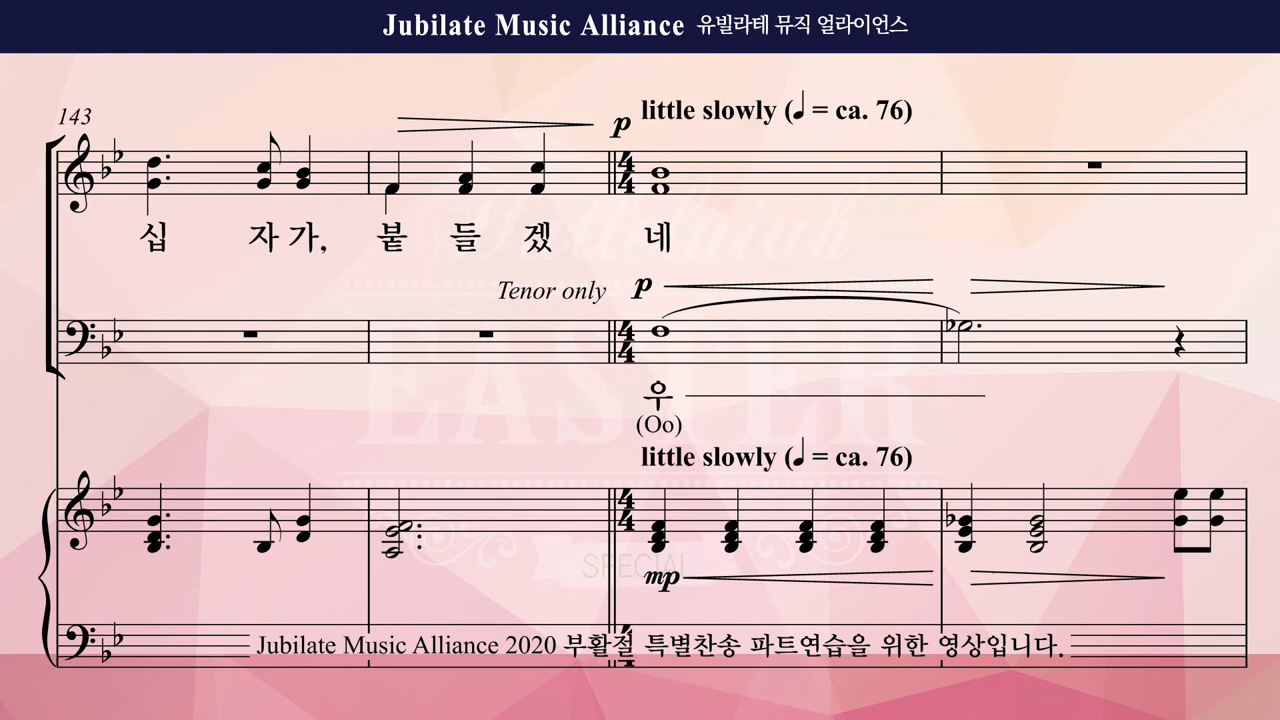 Jubilate Music Alliance 유빌라테 뮤직 얼라이언스
143
p little slowly (♩ = ca. 76)
십 자 가, 붙 들 겠 네
Hallelujah
Tenor only p
EASTER
우
(Oo)
little slowly (♩ = ca. 76)
SPECIAL
mp
Jubilate Music Alliance 2020 부활절 특별찬송 파트연습을 위한 영상입니다.